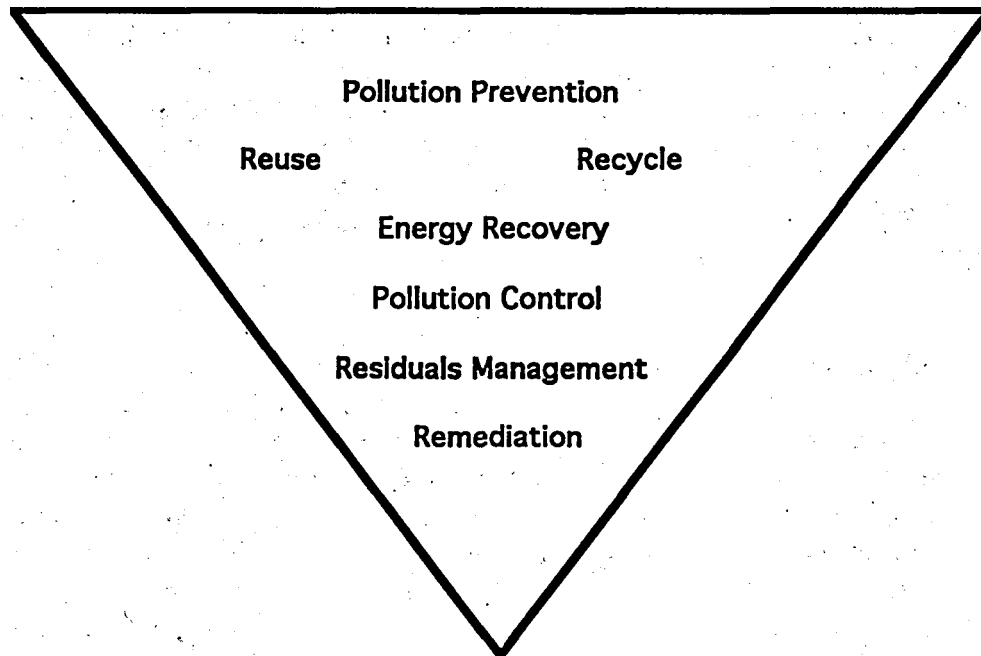 Pollution Prevention
Reuse Recycle
Energy Recovery
Pollution Control
Residuals Management
Remediation